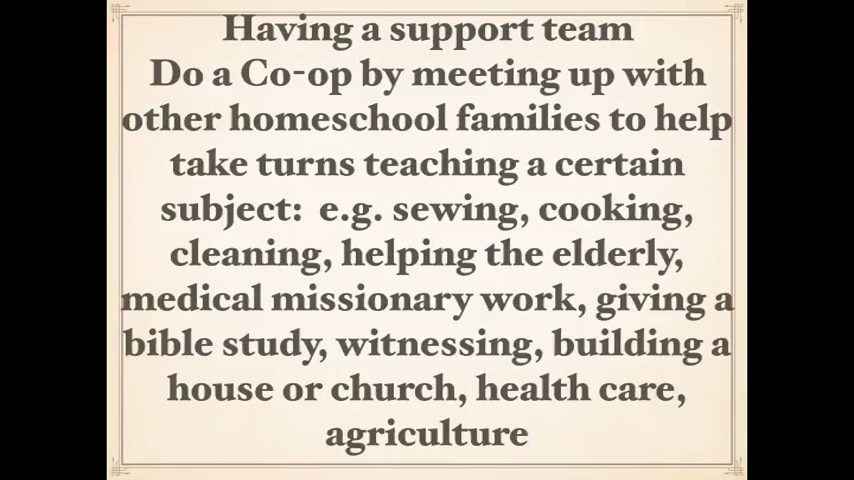 Having a support team
Do a Co-op by meeting up with
other homeschool families to help
take turns teaching a certain
subject:  e.g. sewing, cooking,
cleaning, helping the elderly,
medical missionary work, giving a
bible study, witnessing, building a
house or church, health care,
agriculture